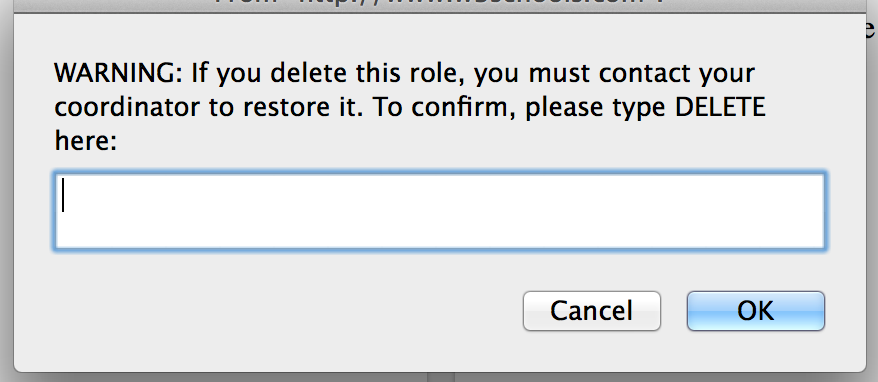 WARNING: If you delete this role, you must contact your
coordinator to restore it. To confirm, please type DELETE
here:
Cancel
OK